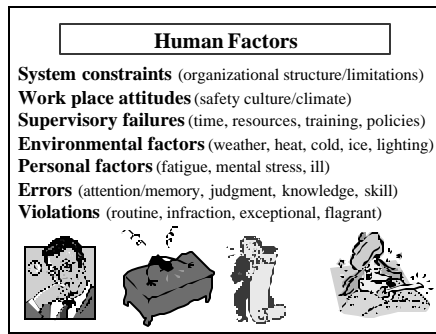 Human Factors
System constraints (organizational structure/limitations)
Work place attitudes (safety culture/climate)
Supervisory failures (time, resources, training, policies)
Environmental factors (weather, heat, cold, ice, lighting)
Personal factors (fatigue, mental stress, ill)
Errors (attention/memory, judgment, knowledge, skill)
Violations (routine, infraction, exceptional, flagrant)